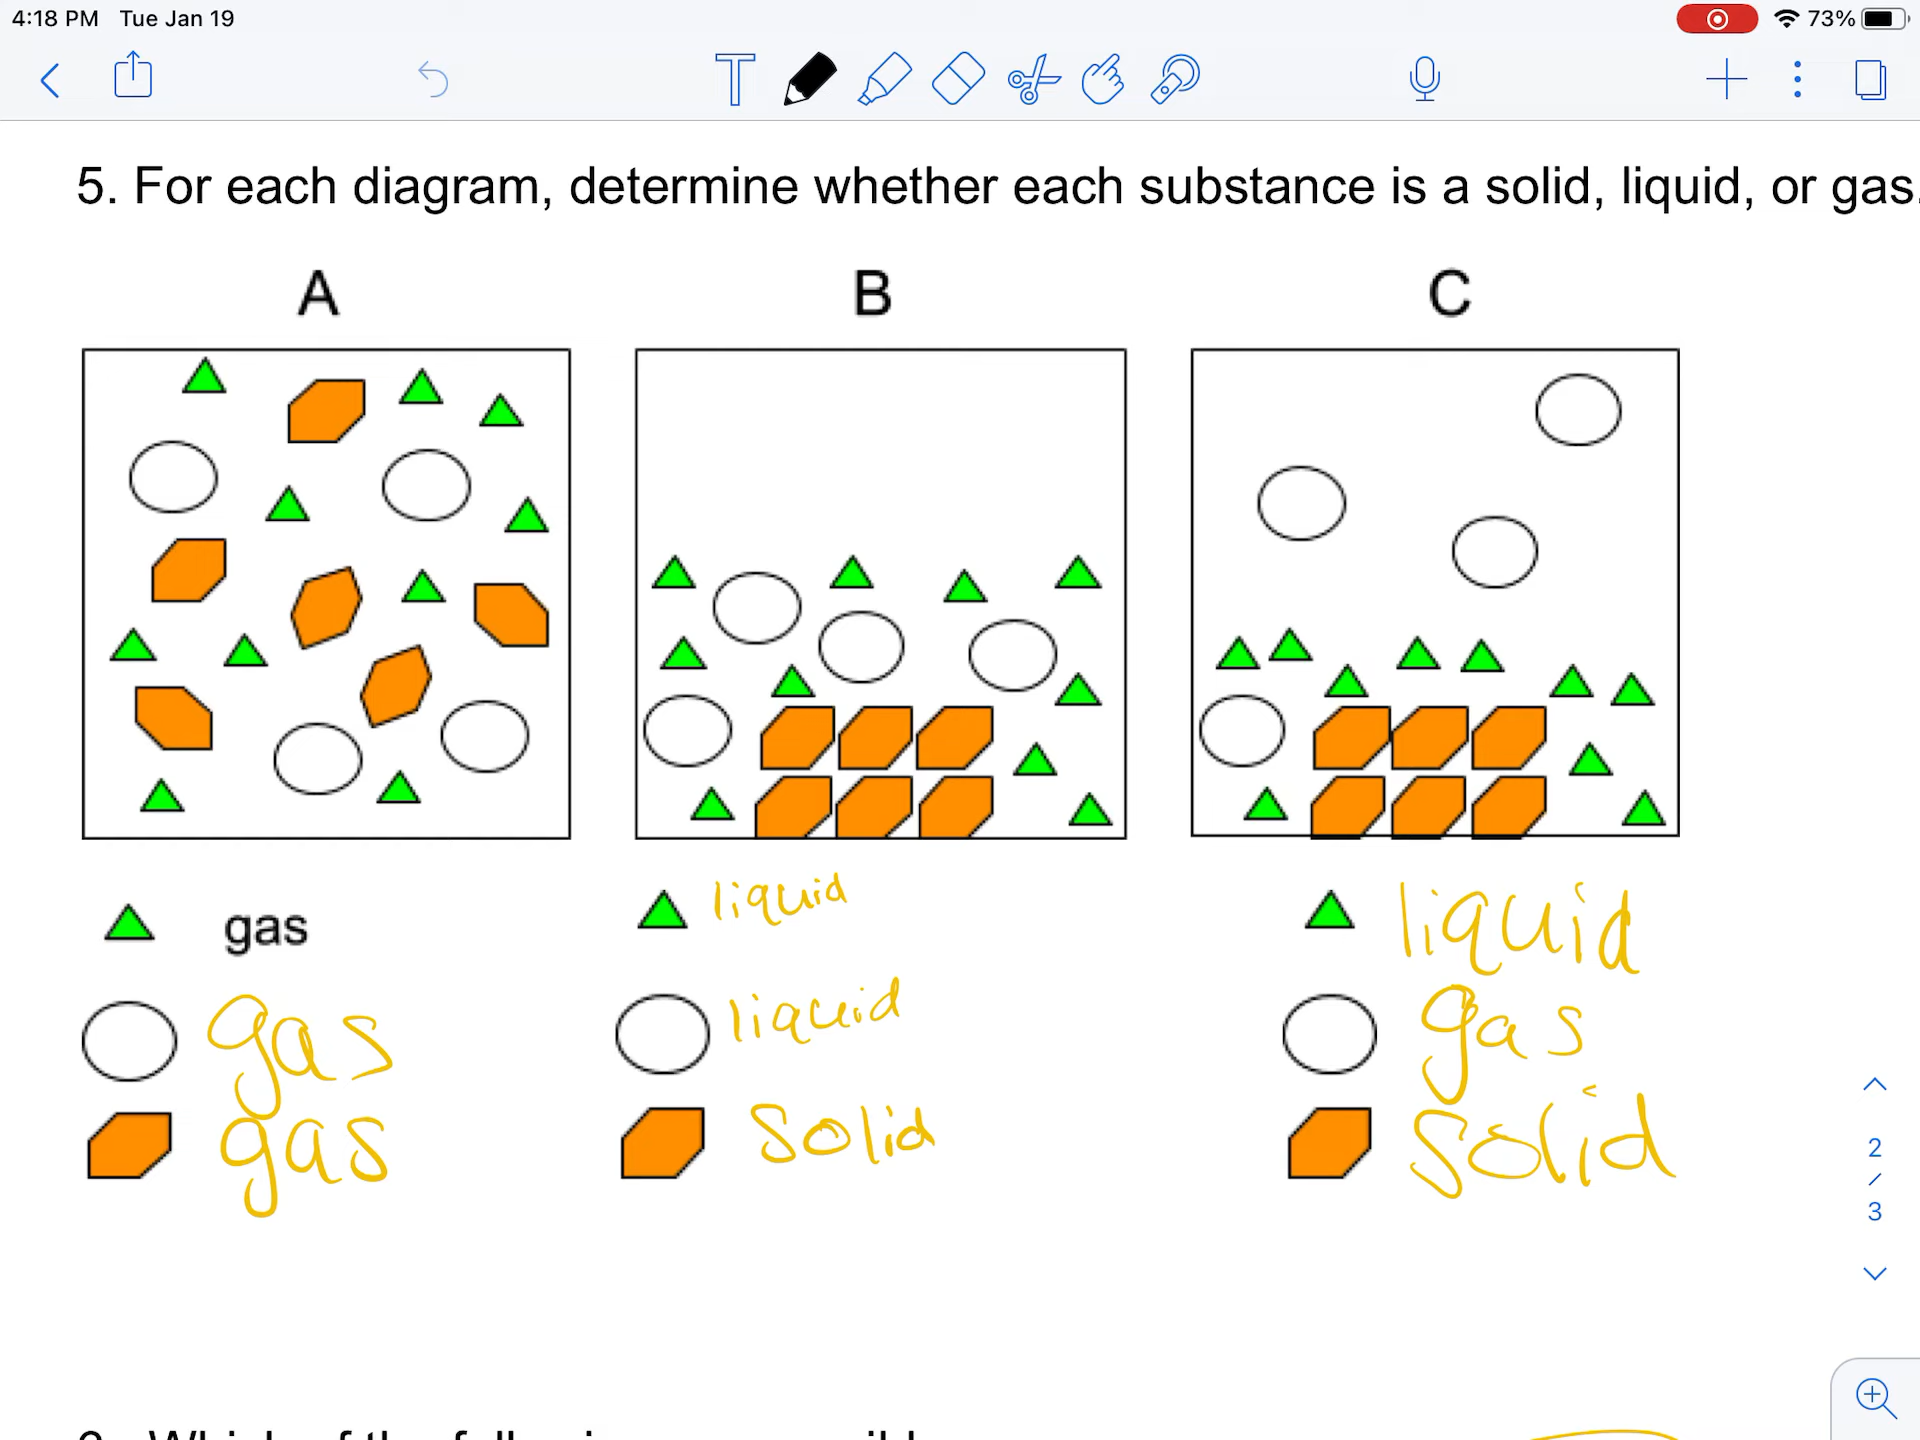 4:18 PM Tue Jan 19
73%
5. For each diagram, determine whether each substance is a solid, liquid, or gas.
A B C
gas liquid liquid
gas liquid gas
gas solid solid
2
/
3